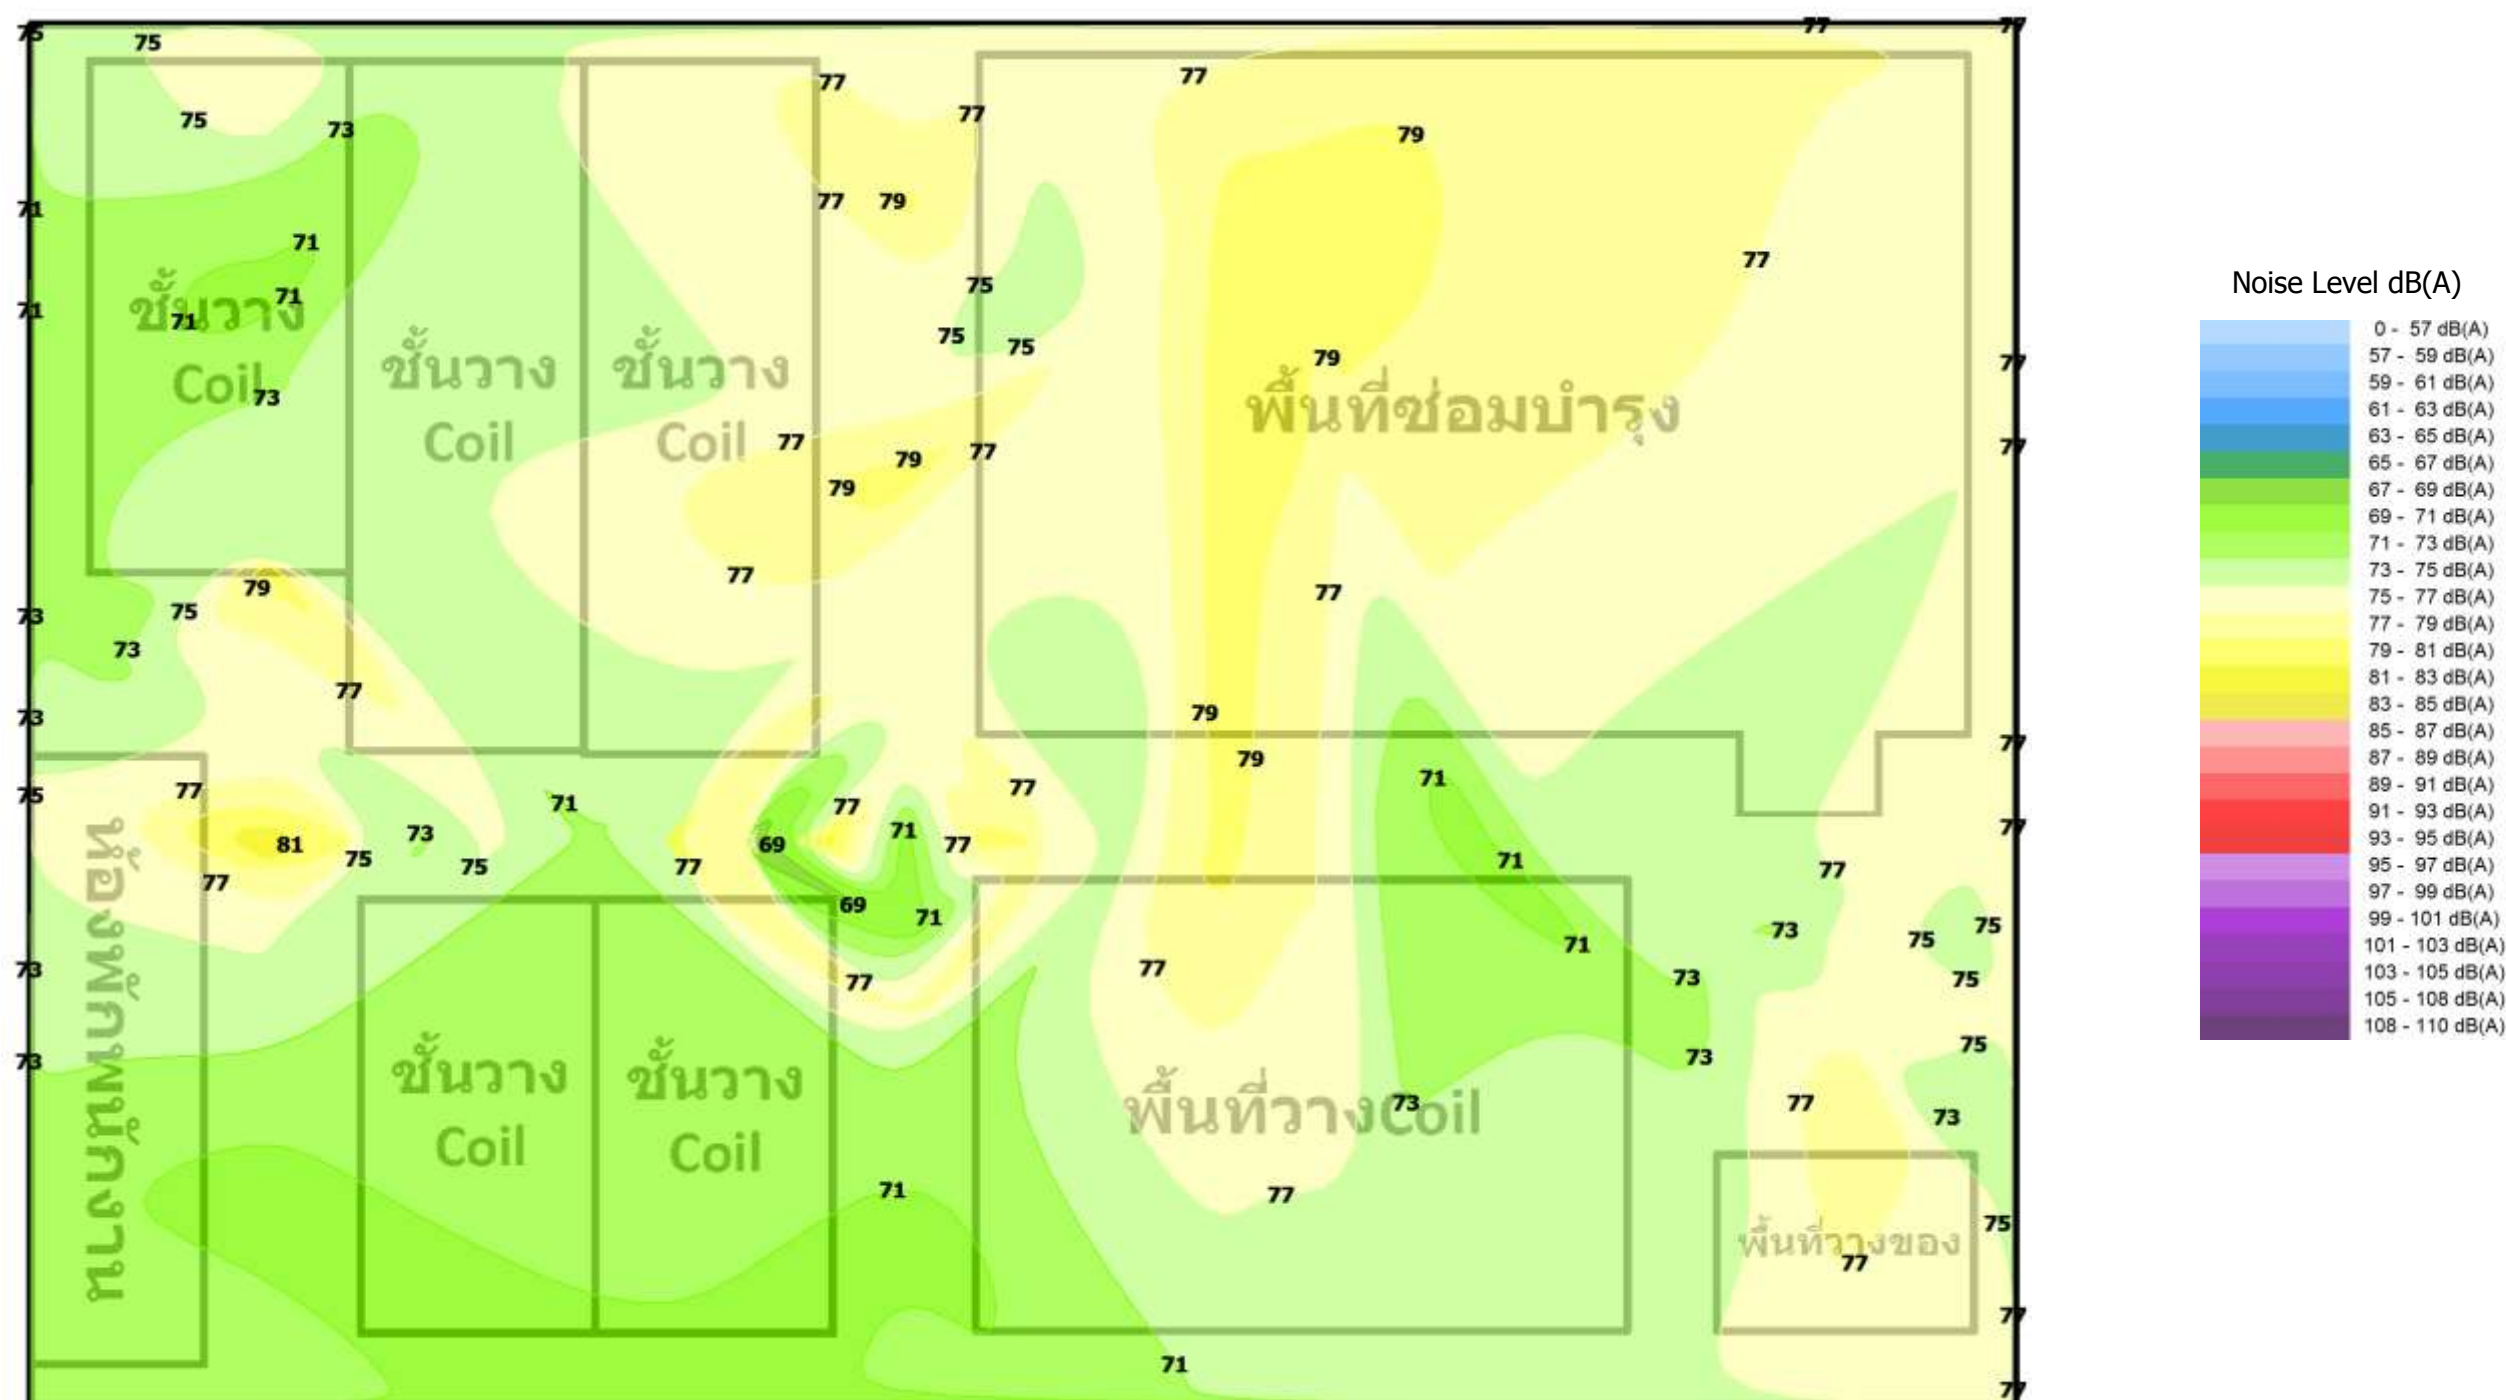 75 75 77 77
77 77
77
75 73 79
77 79
71
71
77
75
71 71
71
ชั้นวาง
Coil
73
ชั้นวาง
Coil
ชั้นวาง
Coil
75 75
79 77
พื้นที่ซ่อมบำรุง
77 79 77 77
79
77
79
75
73
73
77
77
73
79
77
79
75
77
81
77
75
73
75
71
77
69
77
71
77
77
69
71
77
71
71
71
77
77
73
75
75
75
73
77
73
73
ห้องพักพนักงาน
ชั้นวาง
Coil
ชั้นวาง
Coil
77
พื้นที่วางCoil
73
73
75
77
73
71
77
75
พื้นที่วางของ
77
77
71
77
Noise Level dB(A)
0 - 57 dB(A)
57 - 59 dB(A)
59 - 61 dB(A)
61 - 63 dB(A)
63 - 65 dB(A)
65 - 67 dB(A)
67 - 69 dB(A)
69 - 71 dB(A)
71 - 73 dB(A)
73 - 75 dB(A)
75 - 77 dB(A)
77 - 79 dB(A)
79 - 81 dB(A)
81 - 83 dB(A)
83 - 85 dB(A)
85 - 87 dB(A)
87 - 89 dB(A)
89 - 91 dB(A)
91 - 93 dB(A)
93 - 95 dB(A)
95 - 97 dB(A)
97 - 99 dB(A)
99 - 101 dB(A)
101 - 103 dB(A)
103 - 105 dB(A)
105 - 108 dB(A)
108 - 110 dB(A)